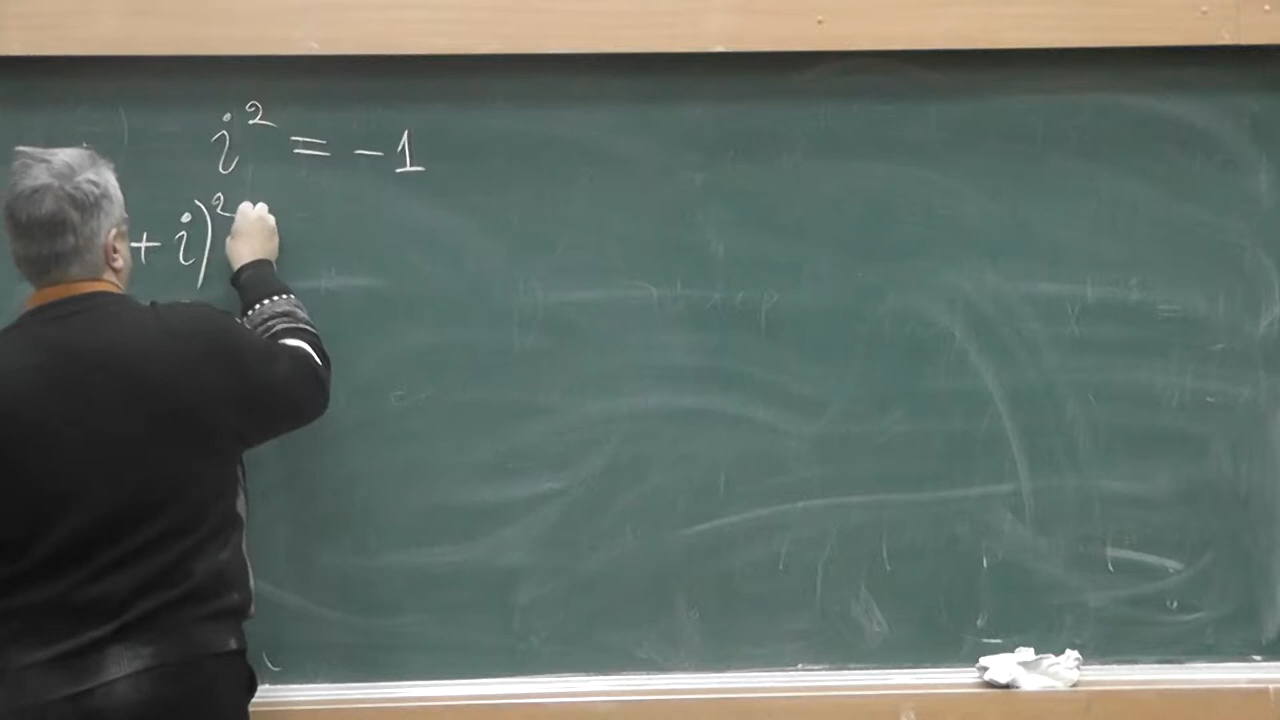 i² = -1
+ i)²